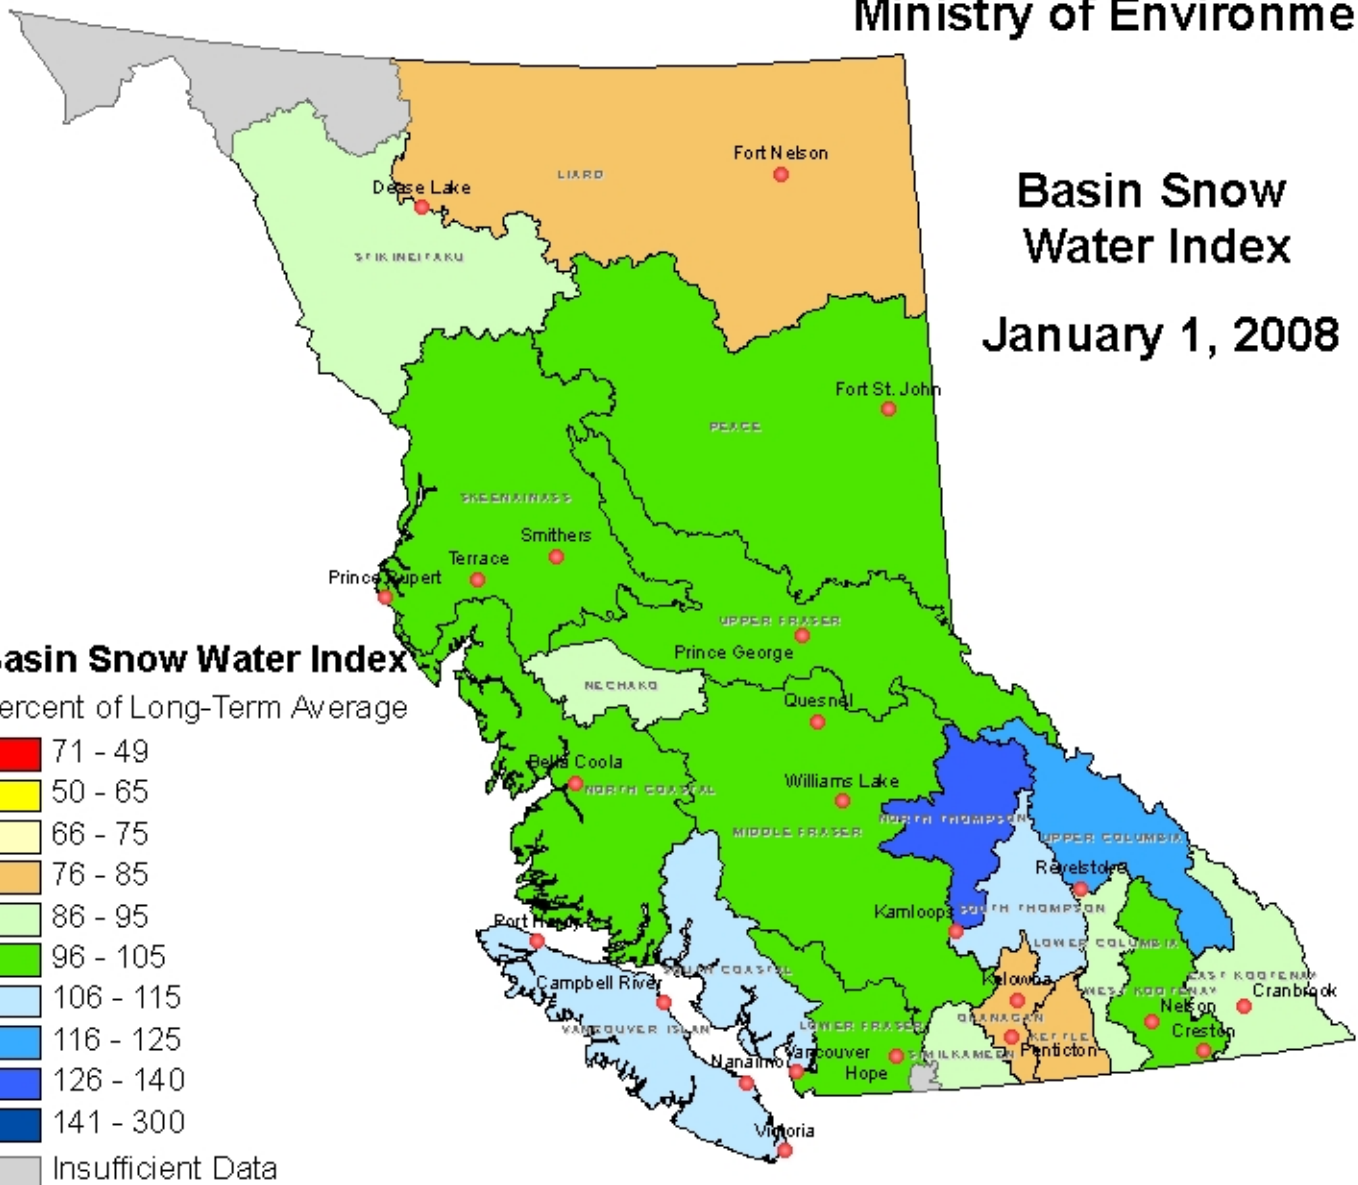 Ministry of Environme
Basin Snow
Water Index
January 1, 2008
Fort Nelson
LIARD
Dease Lake
Fort St. John
PEACE
Smithers
Terrace
Prince Rupert
UPPER FRASER
Prince George
NECHAKO
Quesnel
Bella Coola
NORTH COASTAL
Williams Lake
NORTH THOMPSON
MIDDLE FRASER
UPPER COLUMBIA
Revelstoke
Kamloops
SOUTH THOMPSON
Port Hardy
LOWER COLUMBIA
SOUTH COASTAL
Campbell River
Kelowna
EAST KOOTENAY
WEST KOOTENAY
Cranbrook
Nelson
OKANAGAN
VANCOUVER ISLAN
LOWER FRASER
KETTLE
Creston
SIMILKAMEEN
Penticton
Vancouver
Nanaimo
Hope
Victoria
Basin Snow Water Index
ercent of Long-Term Average
71 - 49
50 - 65
66 - 75
76 - 85
86 - 95
96 - 105
106 - 115
116 - 125
126 - 140
141 - 300
Insufficient Data